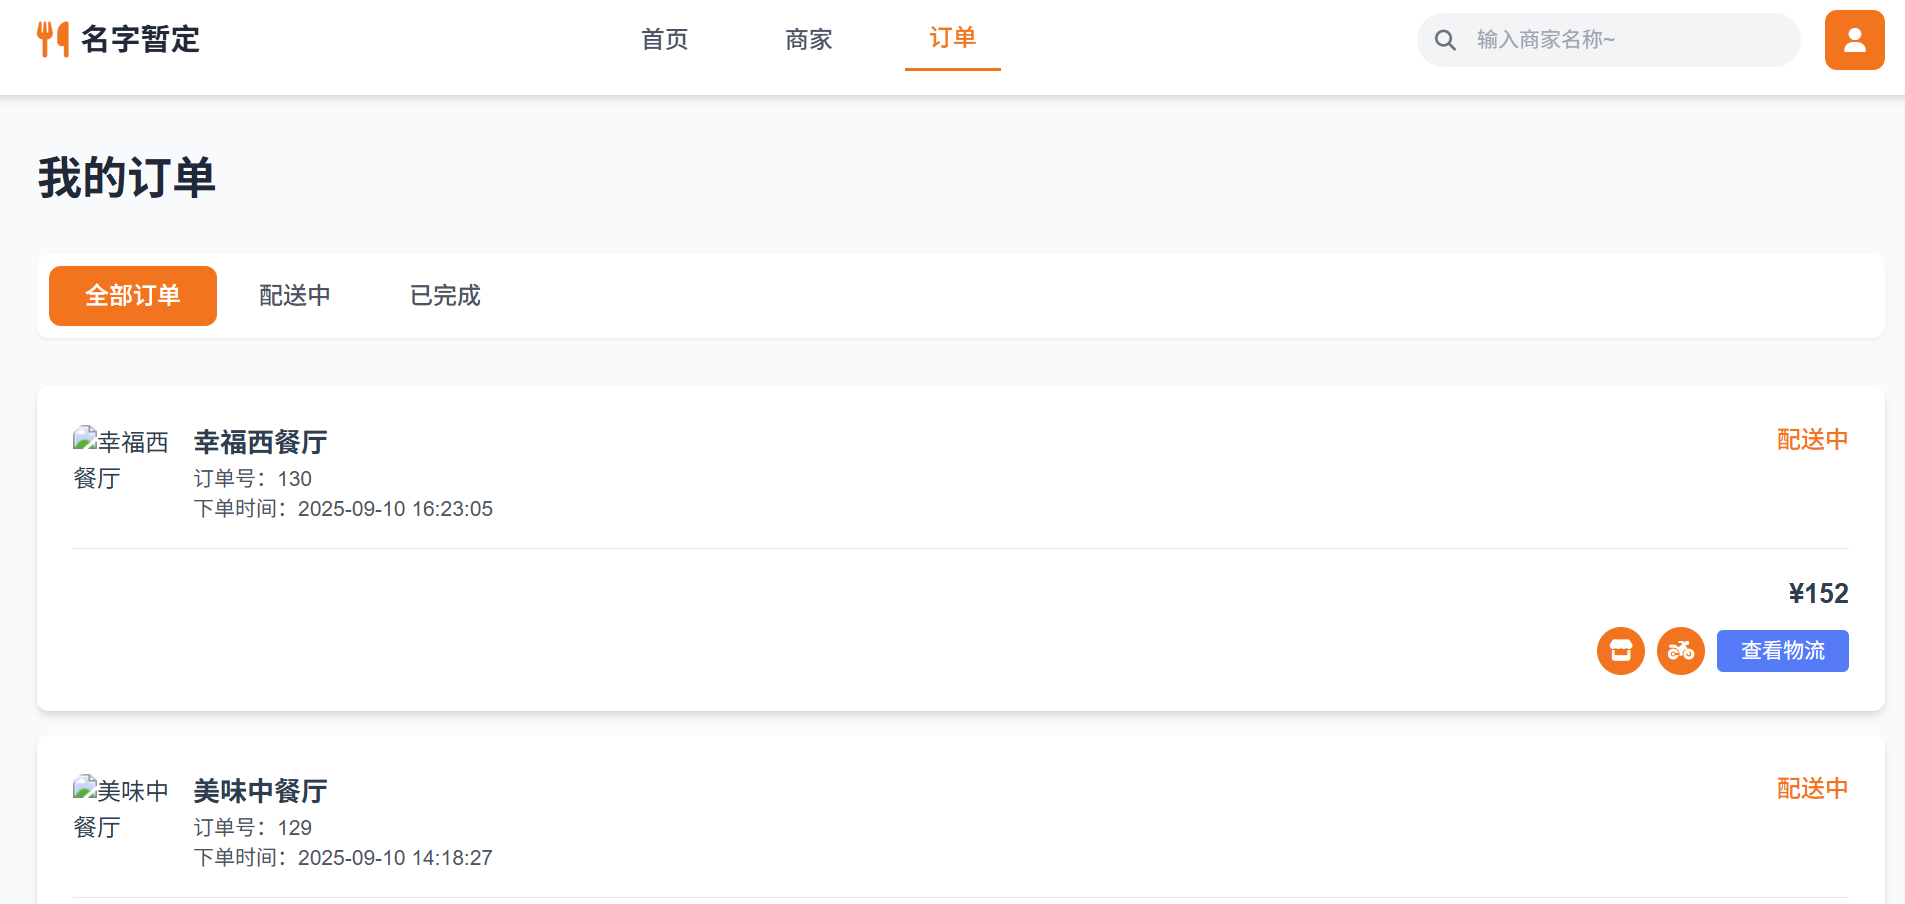 名字暂定
首页 商家 订单
输入商家名称~
我的订单
全部订单 配送中 已完成
幸福西
餐厅
幸福西餐厅
配送中
订单号：130
下单时间：2025-09-10 16:23:05
¥152
查看物流
美味中
餐厅
美味中餐厅
配送中
订单号：129
下单时间：2025-09-10 14:18:27